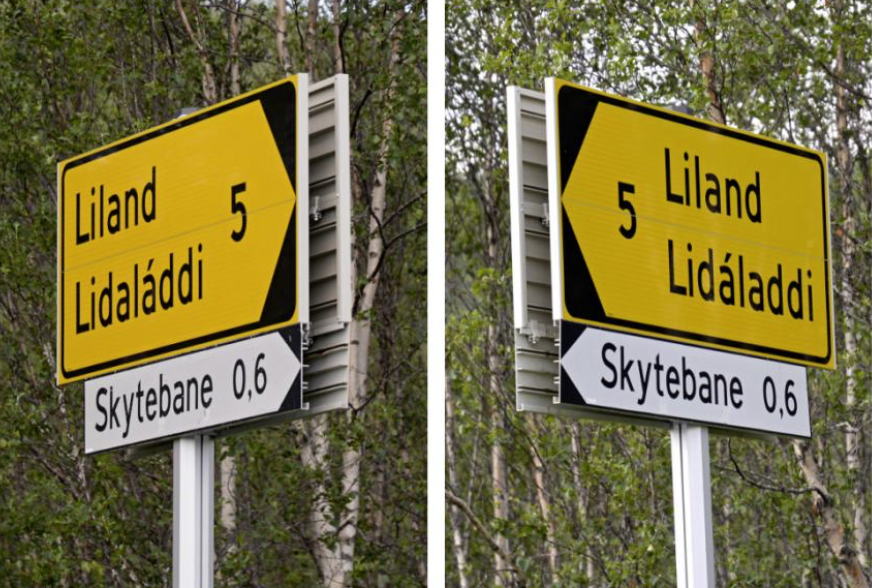 Liland 5
Lidaláddi
Skytebane 0,6
5 Liland
Lidáladdi
Skytebane 0,6